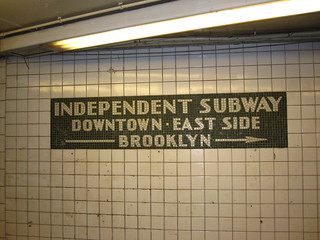 INDEPENDENT SUBWAY
DOWNTOWN · EAST SIDE
BROOKLYN